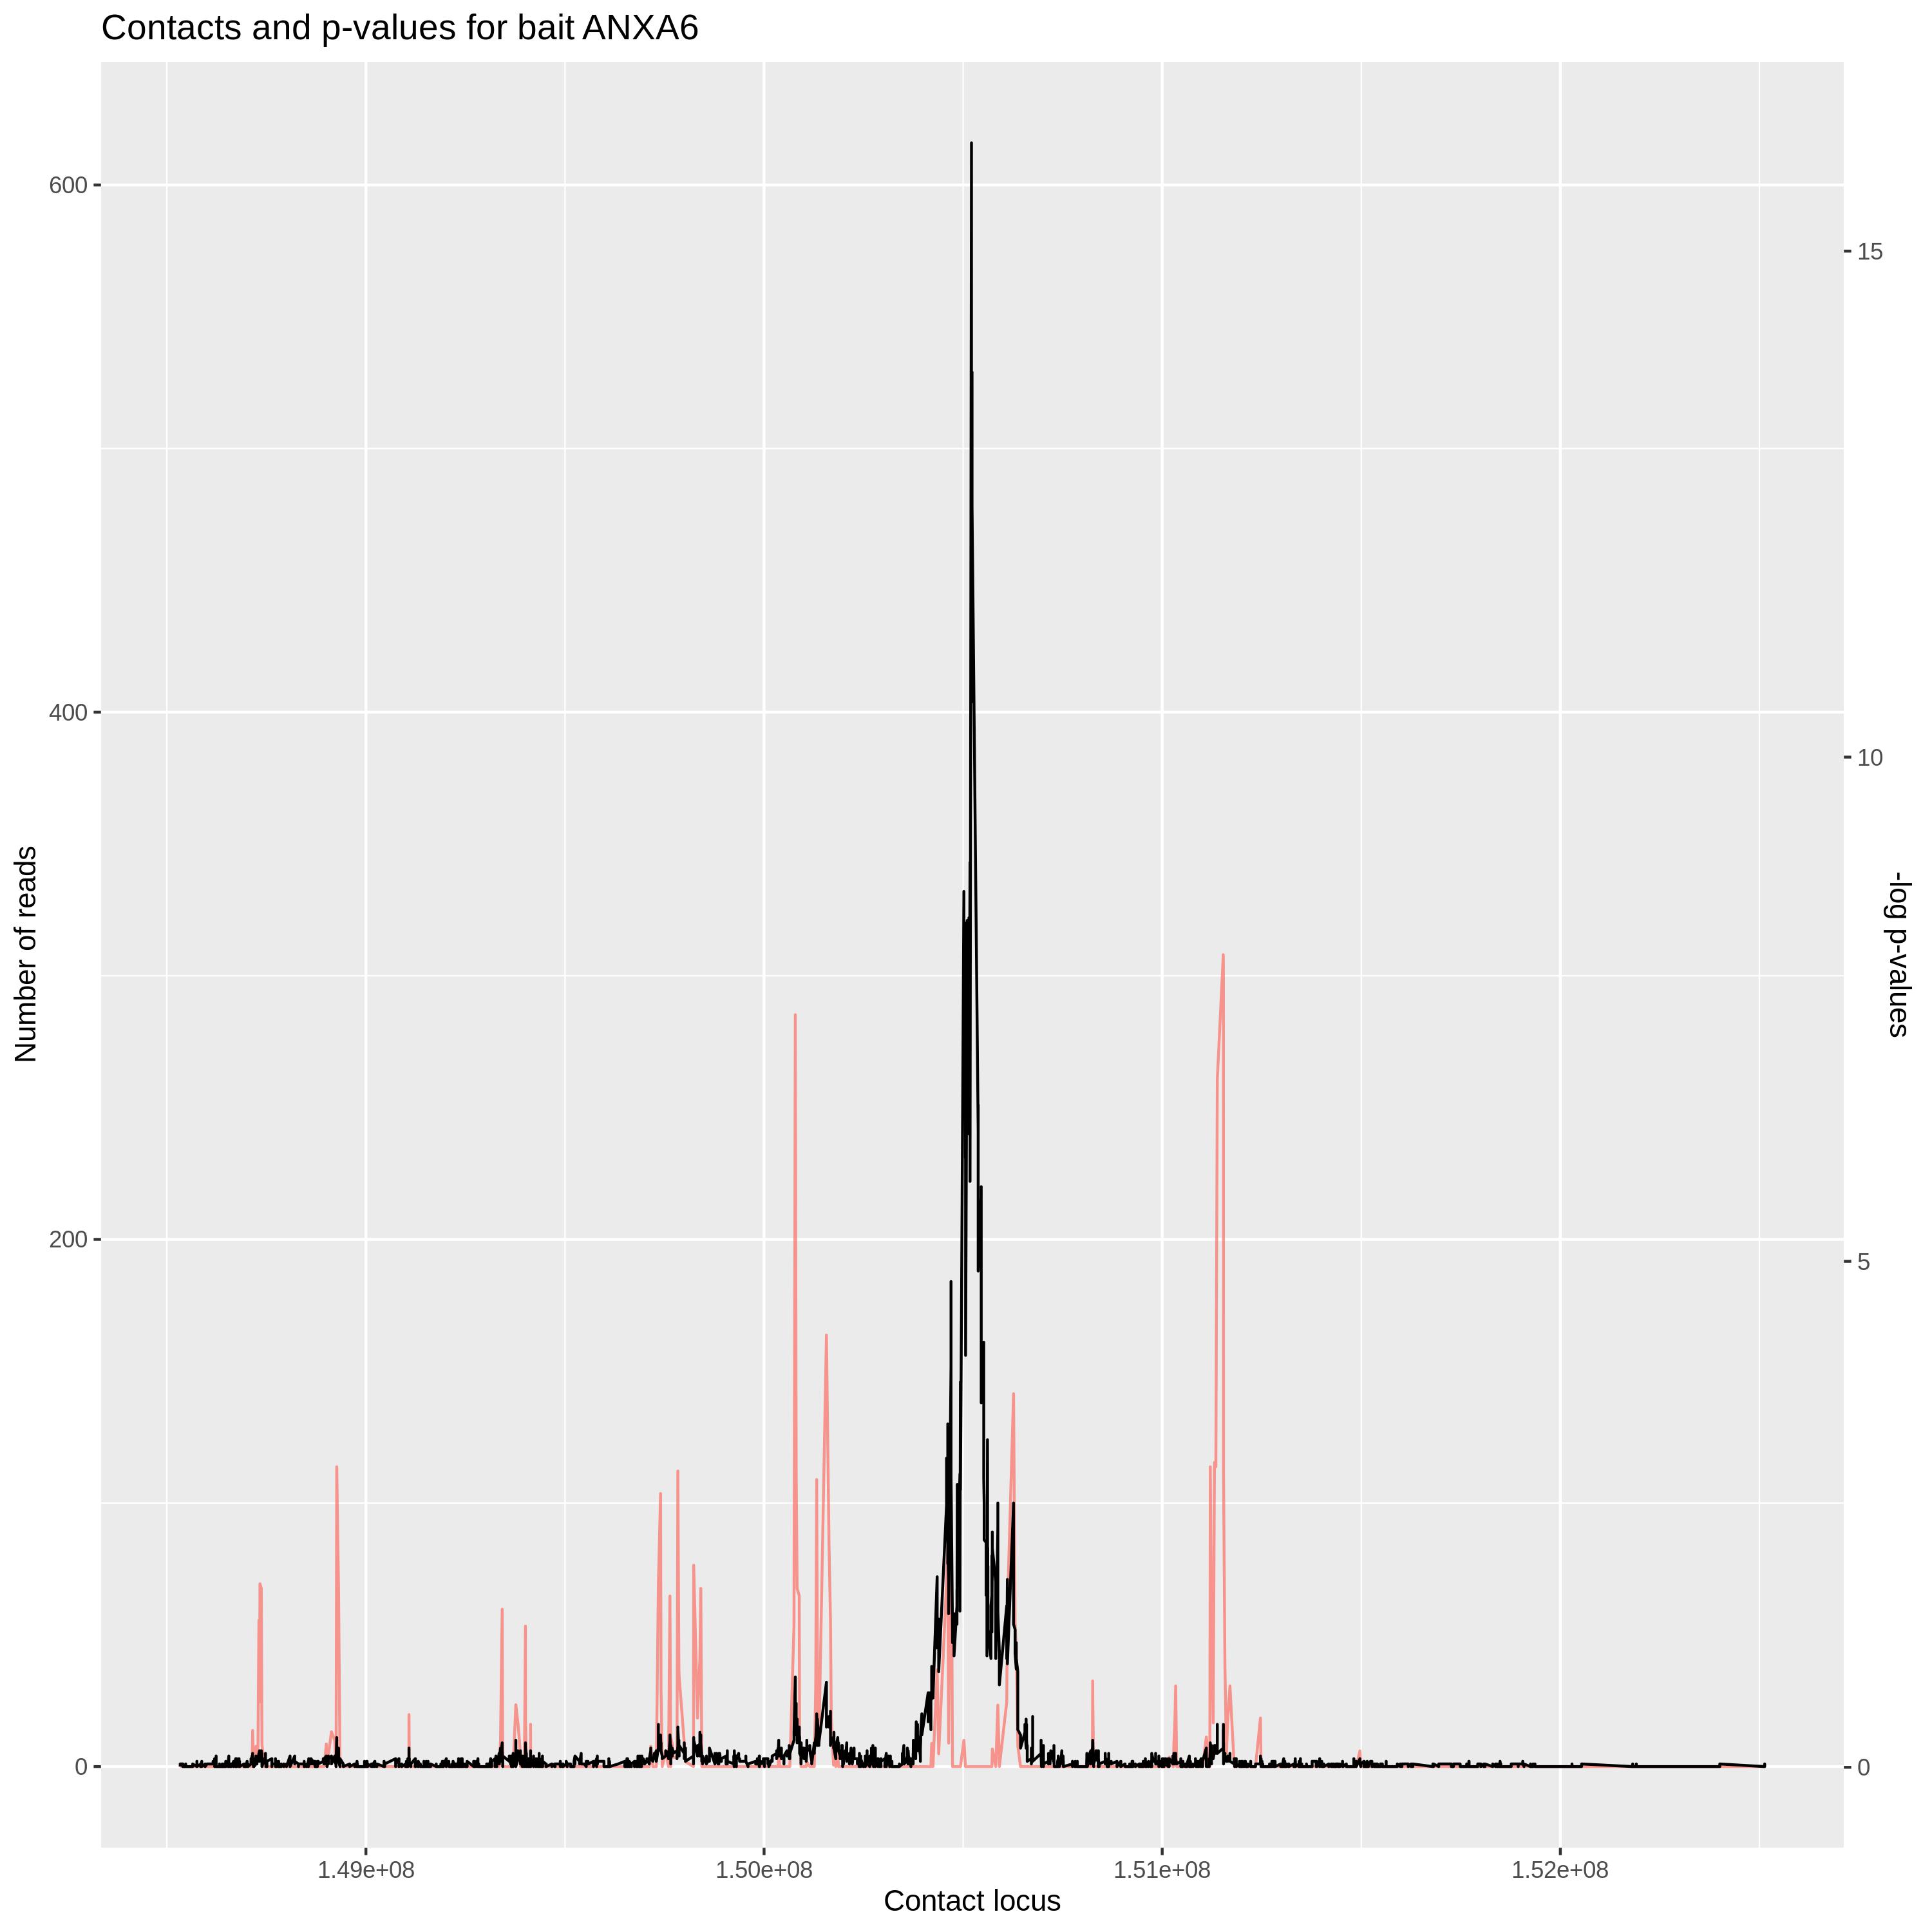 Contacts and p-values for bait ANXA6
600
400
200
0
Number of reads
15
10
5
0
-log p-values
1.49e+08
1.50e+08
1.51e+08
1.52e+08
Contact locus